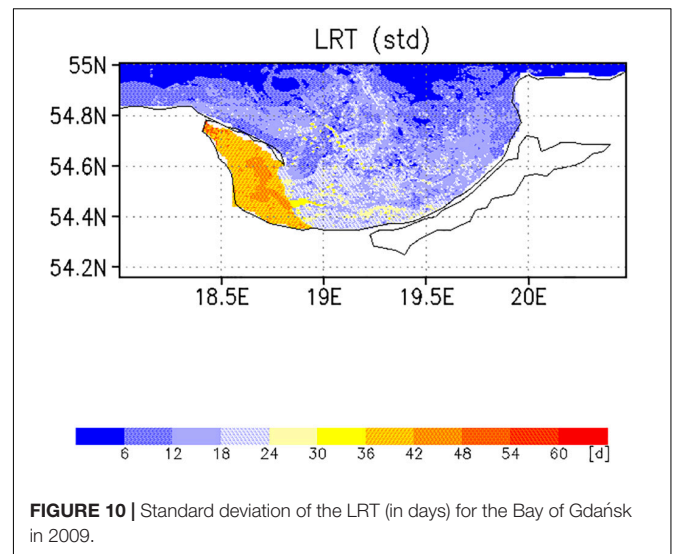 LRT (std)
55N
54.8N
54.6N
54.4N
54.2N
18.5E 19E 19.5E 20E
6 12 18 24 30 36 42 48 54 60 [d]
FIGURE 10 | Standard deviation of the LRT (in days) for the Bay of Gdańsk
in 2009.